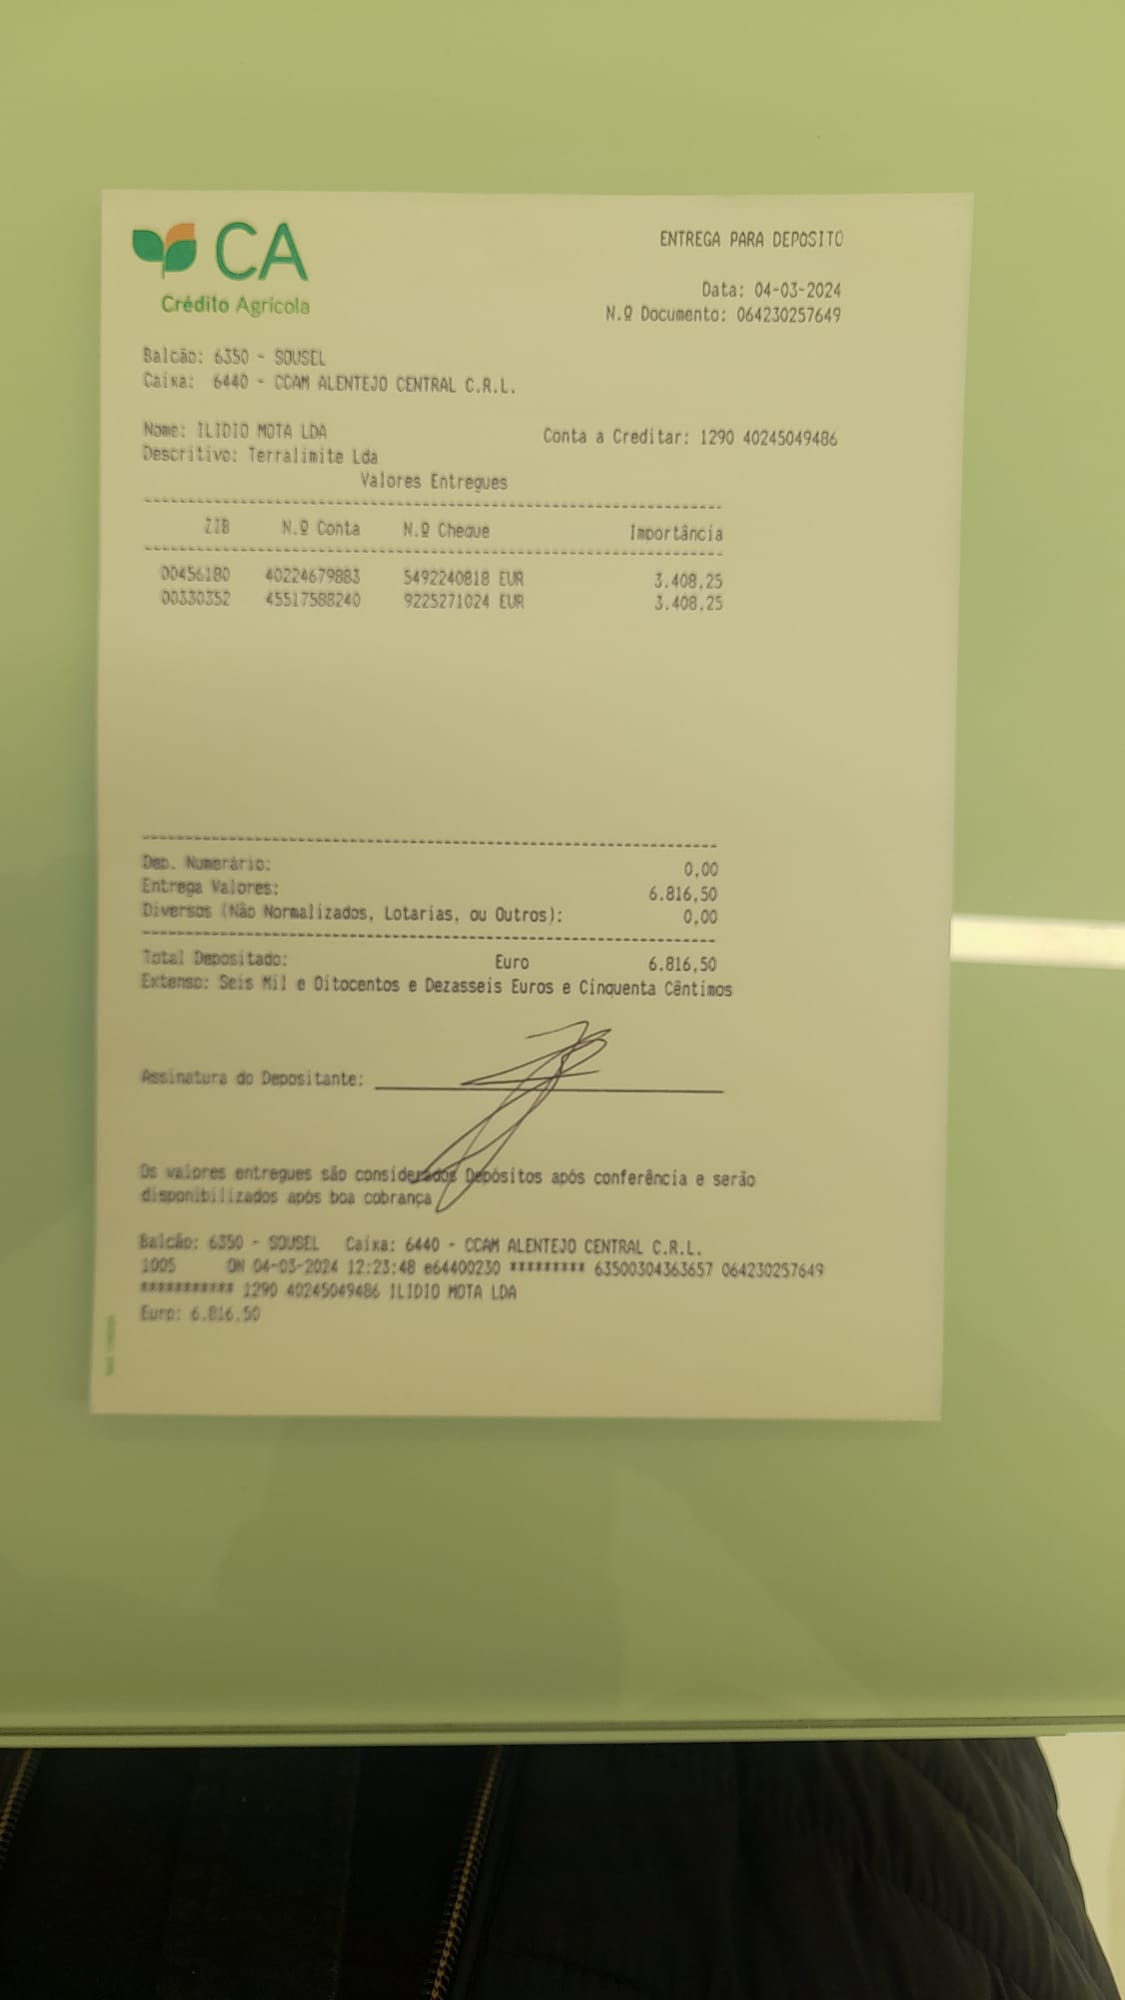 CA
Crédito Agrícola
ENTREGA PARA DEPOSITO
Data: 04-03-2024
N.º Documento: 064230257649
Balcão: 6350 - SOUSEL
Caixa: 6440 - CCAM ALENTEJO CENTRAL C.R.L.
Nome: ILIDIO MOTA LDA Conta a Creditar: 1290 40245049486
Descritivo: Terralimite Lda
Valores Entregues
ZIB N.º Conta N.º Cheque Importância
00456180 40224679883 5492240818 EUR 3.408,25
00330352 45517588240 9225271024 EUR 3.408,25
Dep. Numerário: 0,00
Entrega Valores: 6.816,50
Diversos (Não Normalizados, Lotarias, ou Outros): 0,00
Total Depositado: Euro 6.816,50
Extenso: Seis Mil e Oitocentos e Dezasseis Euros e Cinquenta Cêntimos
Assinatura do Depositante:
Os valores entregues são considerados Depósitos após conferência e serão
disponibilizados após boa cobrança
Balcão: 6350 - SOUSEL Caixa: 6440 - CCAM ALENTEJO CENTRAL C.R.L.
1005 ON 04-03-2024 12:23:48 e64400230 ********* 63500304363657 064230257649
*********** 1290 40245049486 ILIDIO MOTA LDA
Euro: 6.816,50